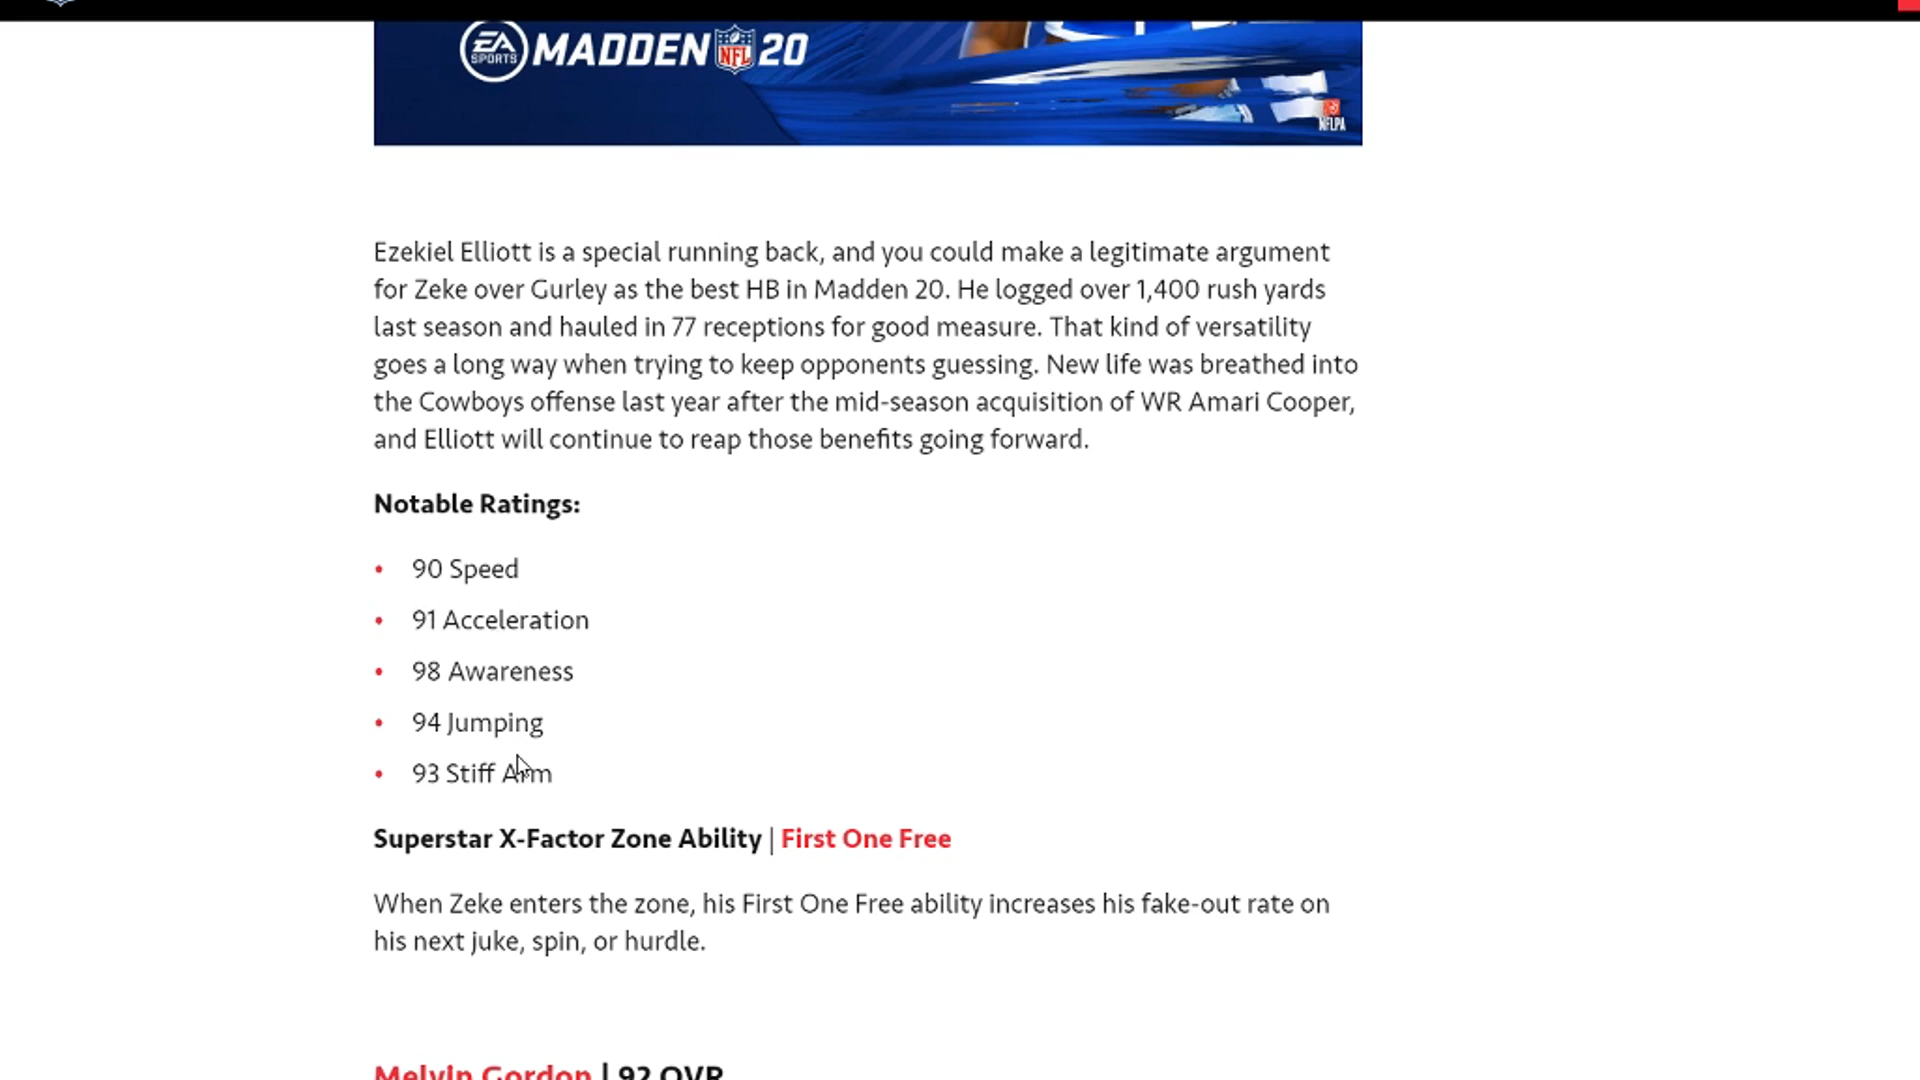 EA SPORTS MADDEN NFL 20
NFLPA
Ezekiel Elliott is a special running back, and you could make a legitimate argument
for Zeke over Gurley as the best HB in Madden 20. He logged over 1,400 rush yards
last season and hauled in 77 receptions for good measure. That kind of versatility
goes a long way when trying to keep opponents guessing. New life was breathed into
the Cowboys offense last year after the mid-season acquisition of WR Amari Cooper,
and Elliott will continue to reap those benefits going forward.
Notable Ratings:
• 90 Speed
• 91 Acceleration
• 98 Awareness
• 94 Jumping
• 93 Stiff Arm
Superstar X-Factor Zone Ability | First One Free
When Zeke enters the zone, his First One Free ability increases his fake-out rate on
his next juke, spin, or hurdle.
Melvin Gordon | 92 OVR